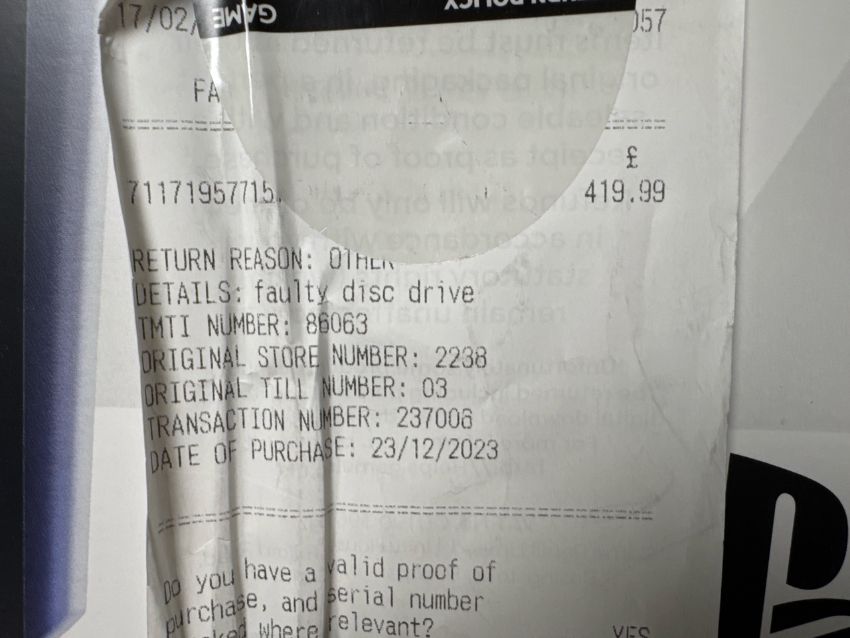 17/02/
057
FA
£
71171957715. 419.99
RETURN REASON: OTHER
DETAILS: faulty disc drive
TMTI NUMBER: 86063
ORIGINAL STORE NUMBER: 2238
ORIGINAL TILL NUMBER: 03
TRANSACTION NUMBER: 237006
DATE OF PURCHASE: 23/12/2023
Do you have a valid proof of
purchase, and serial number
where relevant? YES
GAME
POLICY